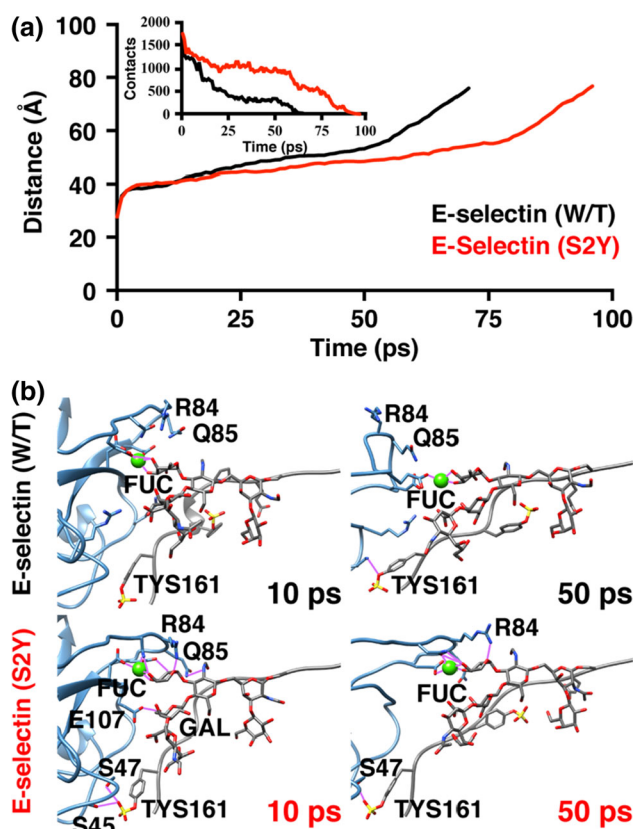 (a)
2000
1500
1000
500
0
Contacts
0 25 50 75 100
Time (ps)
100
80
60
40
20
0
Distance (Å)
E-selectin (W/T)
E-Selectin (S2Y)
0 25 50 75 100
Time (ps)
(b)
E-selectin (W/T)
R84
Q85
FUC
TYS161
10 ps
R84
Q85
FUC
TYS161
50 ps
E-selectin (S2Y)
R84
Q85
FUC
E107
GAL
S47
TYS161
S45
10 ps
R84
FUC
S47
TYS161
50 ps